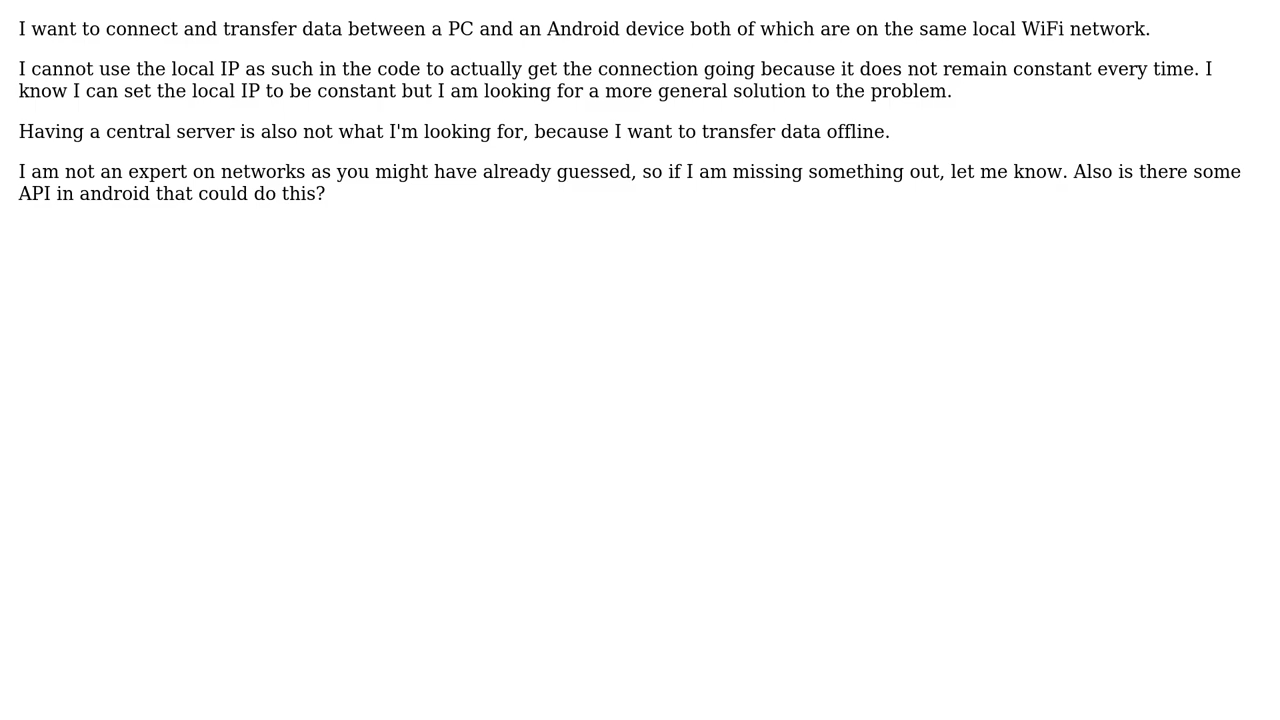 I want to connect and transfer data between a PC and an Android device both of which are on the same local WiFi network.
I cannot use the local IP as such in the code to actually get the connection going because it does not remain constant every time. I
know I can set the local IP to be constant but I am looking for a more general solution to the problem.
Having a central server is also not what I'm looking for, because I want to transfer data offline.
I am not an expert on networks as you might have already guessed, so if I am missing something out, let me know. Also is there some
API in android that could do this?